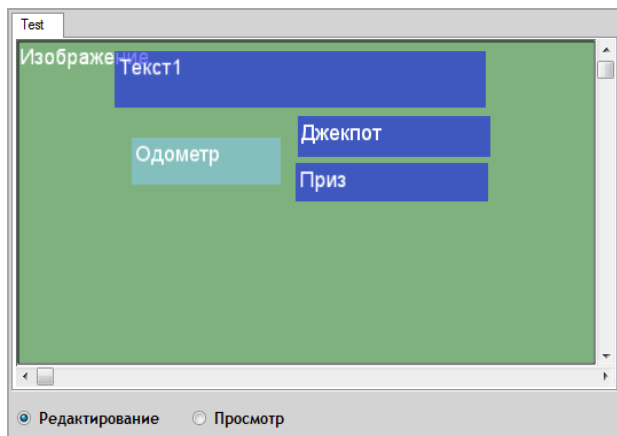 Test
Изображение
Текст1
Джекпот
Одометр
Приз
Редактирование
Просмотр